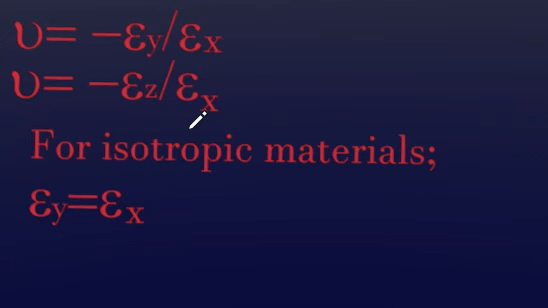 υ= −εy/εx
υ= −εz/εx
For isotropic materials;
εy=εx